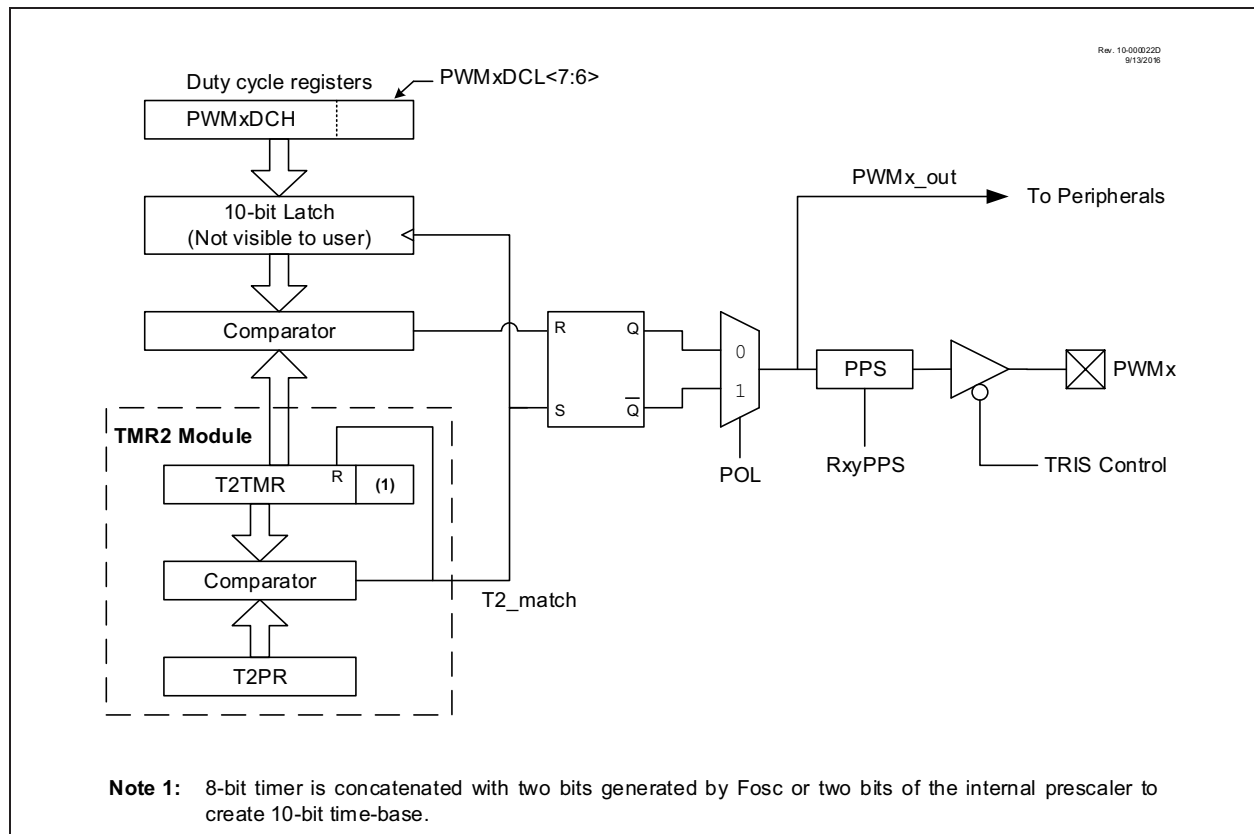 Rev. 10-000022D
9/13/2016
Duty cycle registers
PWMxDCL<7:6>
PWMxDCH
10-bit Latch
(Not visible to user)
Comparator
R
Q
S
Q
0
1
POL
PWMx_out
To Peripherals
PPS
RxyPPS
PWMx
TRIS Control
TMR2 Module
T2TMR
R
(1)
Comparator
T2_match
T2PR
Note 1: 8-bit timer is concatenated with two bits generated by Fosc or two bits of the internal prescaler to
create 10-bit time-base.